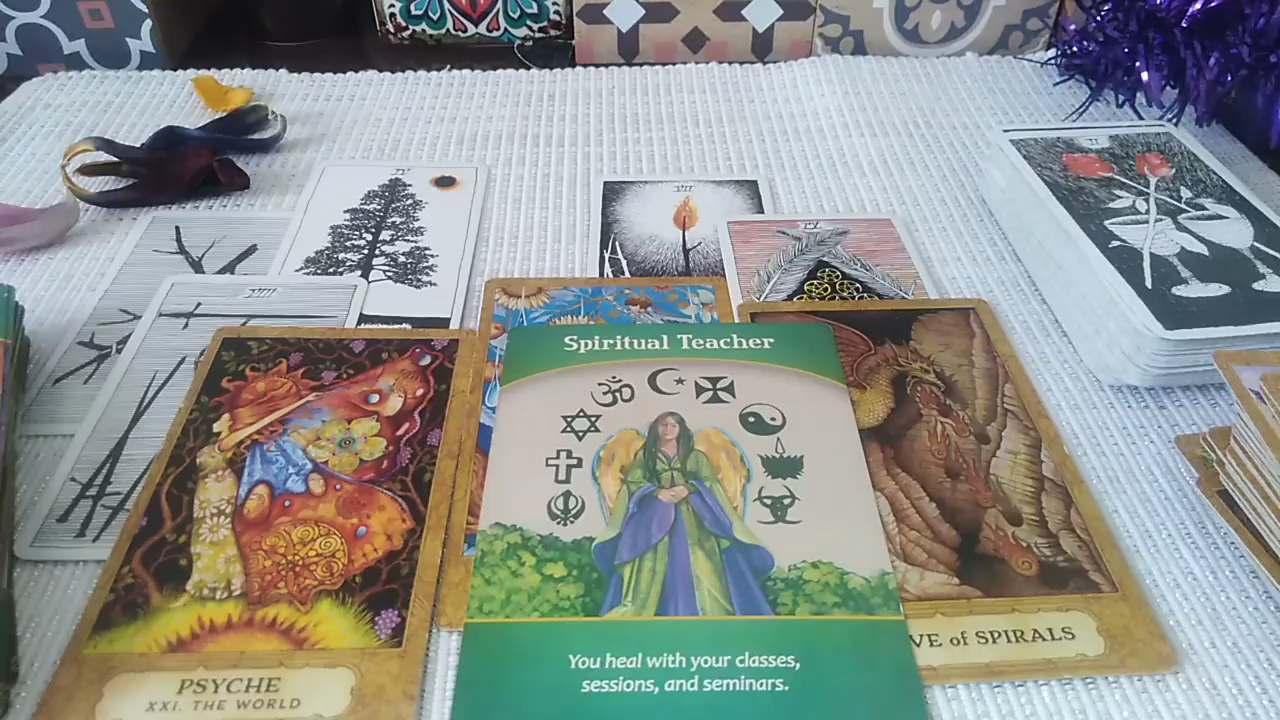 Spiritual Teacher
You heal with your classes,
sessions, and seminars.
PSYCHE
XXI. THE WORLD
VE of SPIRALS